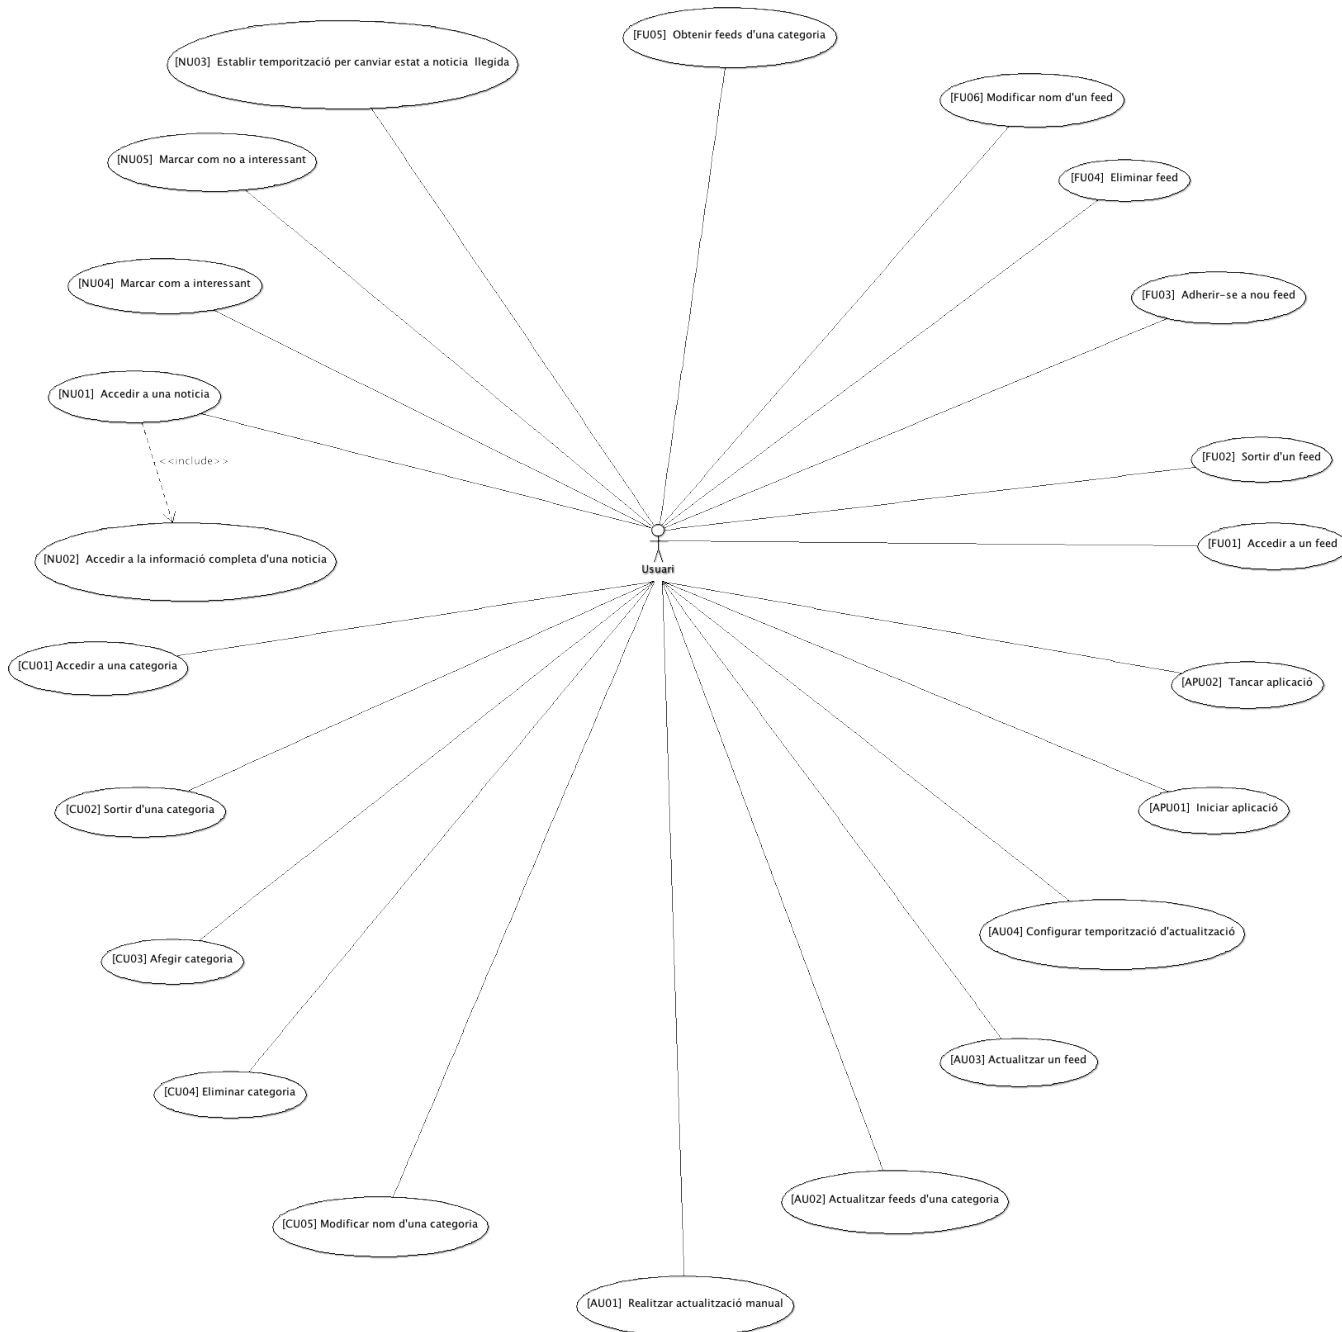 [FU05] Obtenir feeds d'una categoria
[NU03] Establir temporització per canviar estat a noticia llegida
[FU06] Modificar nom d'un feed
[NU05] Marcar com no a interessant
[FU04] Eliminar feed
[NU04] Marcar com a interessant
[FU03] Adherir-se a nou feed
[NU01] Accedir a una noticia
<<include>>
[FU02] Sortir d'un feed
[FU01] Accedir a un feed
[NU02] Accedir a la informació completa d'una noticia
Usuari
[CU01] Accedir a una categoria
[APU02] Tancar aplicació
[CU02] Sortir d'una categoria
[APU01] Iniciar aplicació
[AU04] Configurar temporització d'actualització
[CU03] Afegir categoria
[AU03] Actualitzar un feed
[CU04] Eliminar categoria
[AU02] Actualitzar feeds d'una categoria
[CU05] Modificar nom d'una categoria
[AU01] Realitzar actualització manual